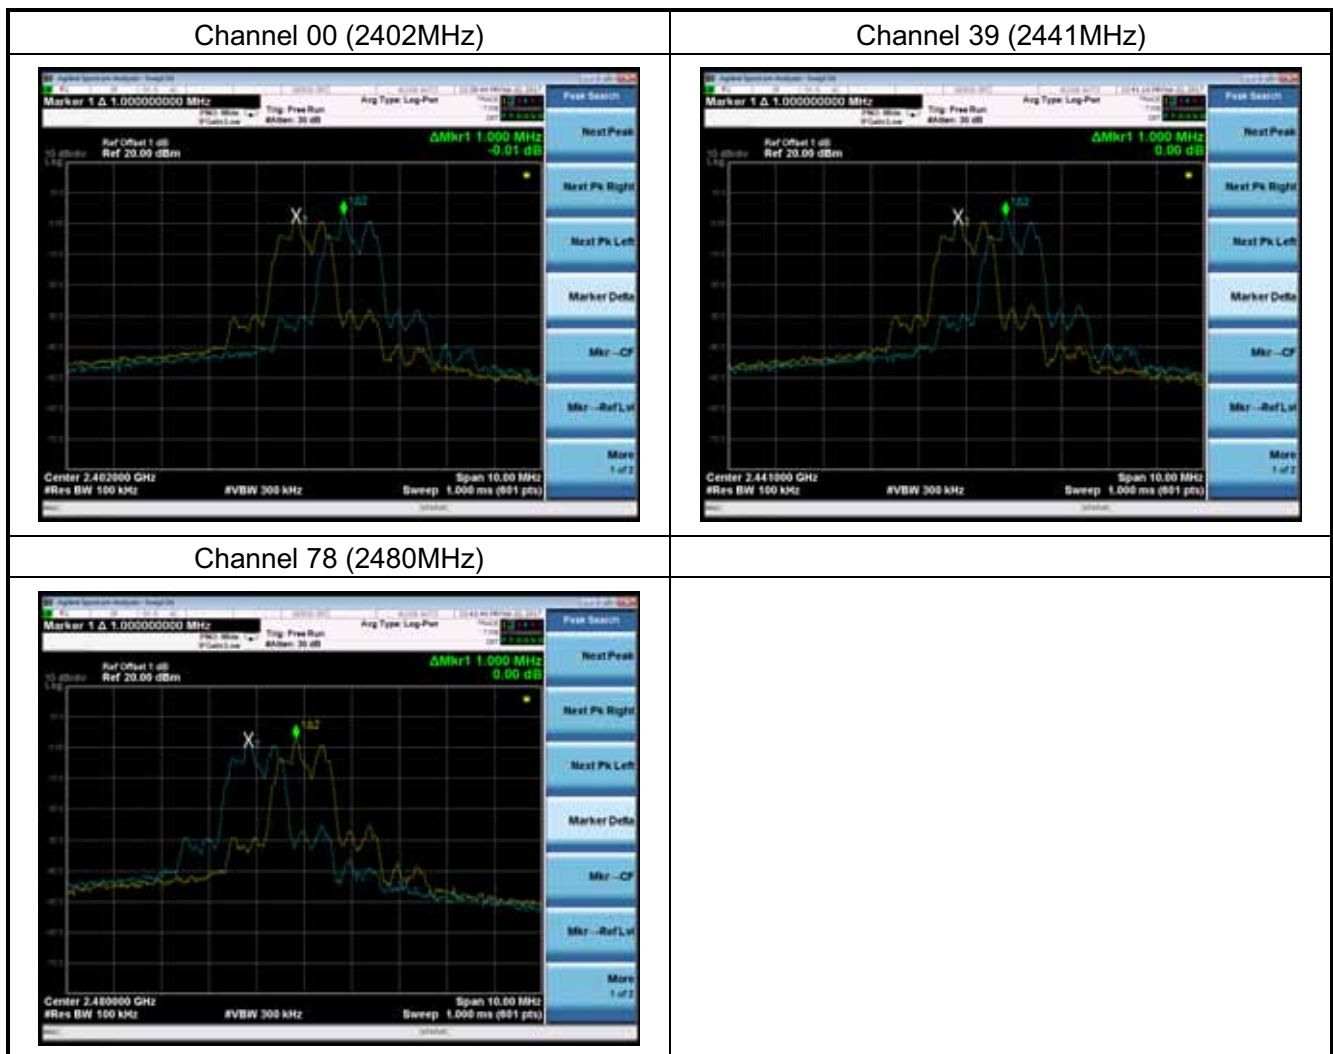 Channel 00 (2402MHz)
Channel 39 (2441MHz)
Marker 1 Δ 1.000000000 MHz
Trig: Free Run
#Atten: 30 dB
Avg Type: Log-Pwr
Peak Search
Ref Offset 1 dB
Ref 20.00 dBm
ΔMkr1 1.000 MHz
-0.01 dB
1Δ2
Next Peak
Next Pk Right
Next Pk Left
Marker Delta
Mkr→CF
Mkr→Ref Lvl
More
1 of 2
Center 2.402000 GHz
#Res BW 100 kHz
#VBW 300 kHz
Span 10.00 MHz
Sweep 1.000 ms (601 pts)
Marker 1 Δ 1.000000000 MHz
Trig: Free Run
#Atten: 30 dB
Avg Type: Log-Pwr
Peak Search
Ref Offset 1 dB
Ref 20.00 dBm
ΔMkr1 1.000 MHz
0.00 dB
1Δ2
Next Peak
Next Pk Right
Next Pk Left
Marker Delta
Mkr→CF
Mkr→Ref Lvl
More
1 of 2
Center 2.441000 GHz
#Res BW 100 kHz
#VBW 300 kHz
Span 10.00 MHz
Sweep 1.000 ms (601 pts)
Channel 78 (2480MHz)
Marker 1 Δ 1.000000000 MHz
Trig: Free Run
#Atten: 30 dB
Avg Type: Log-Pwr
Peak Search
Ref Offset 1 dB
Ref 20.00 dBm
ΔMkr1 1.000 MHz
0.00 dB
1Δ2
Next Peak
Next Pk Right
Next Pk Left
Marker Delta
Mkr→CF
Mkr→Ref Lvl
More
1 of 2
Center 2.480000 GHz
#Res BW 100 kHz
#VBW 300 kHz
Span 10.00 MHz
Sweep 1.000 ms (601 pts)